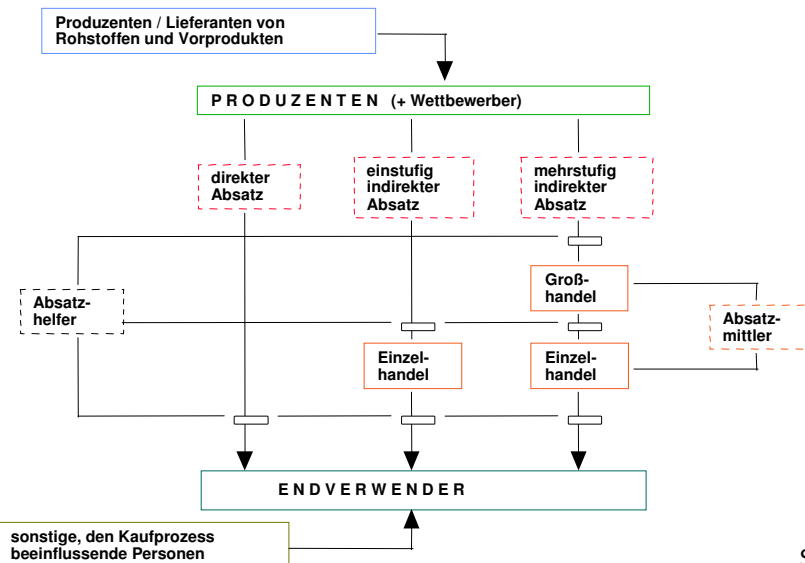 Produzenten / Lieferanten von
Rohstoffen und Vorprodukten
P R O D U Z E N T E N (+ Wettbewerber)
direkter
Absatz
einstufig
indirekter
Absatz
mehrstufig
indirekter
Absatz
Groß-
handel
Absatz-
helfer
Absatz-
mittler
Einzel-
handel
Einzel-
handel
E N D V E R W E N D E R
sonstige, den Kaufprozess
beeinflussende Personen